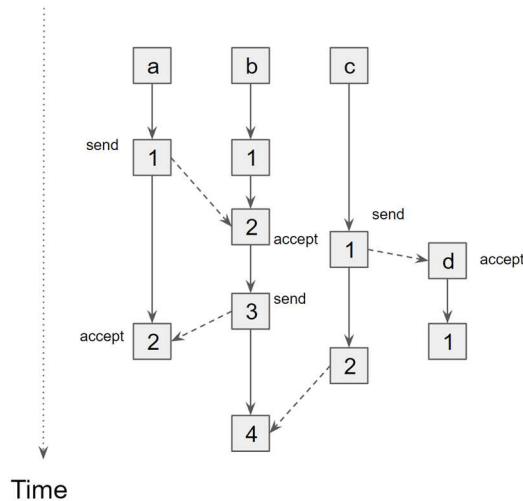 a b c
send 1 1
send
2 accept
1 d accept
3 send
accept 2 1
2
4
Time